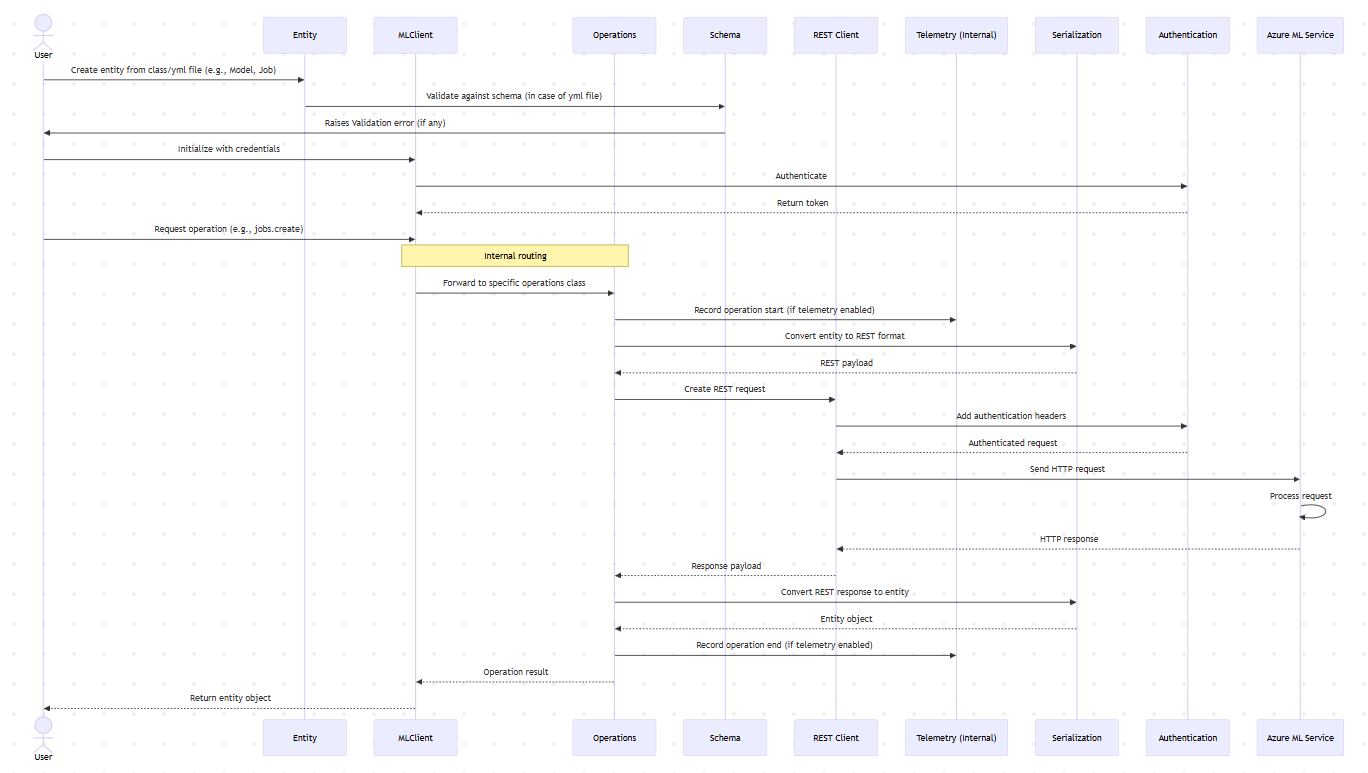 User
Entity
MLClient
Operations
Schema
REST Client
Telemetry (Internal)
Serialization
Authentication
Azure ML Service
Create entity from class/yml file (e.g., Model, Job)
Validate against schema (in case of yml file)
Raises Validation error (if any)
Initialize with credentials
Authenticate
Return token
Request operation (e.g., jobs.create)
Internal routing
Forward to specific operations class
Record operation start (if telemetry enabled)
Convert entity to REST format
REST payload
Create REST request
Add authentication headers
Authenticated request
Send HTTP request
Process request
HTTP response
Response payload
Convert REST response to entity
Entity object
Record operation end (if telemetry enabled)
Operation result
Return entity object
User
Entity
MLClient
Operations
Schema
REST Client
Telemetry (Internal)
Serialization
Authentication
Azure ML Service